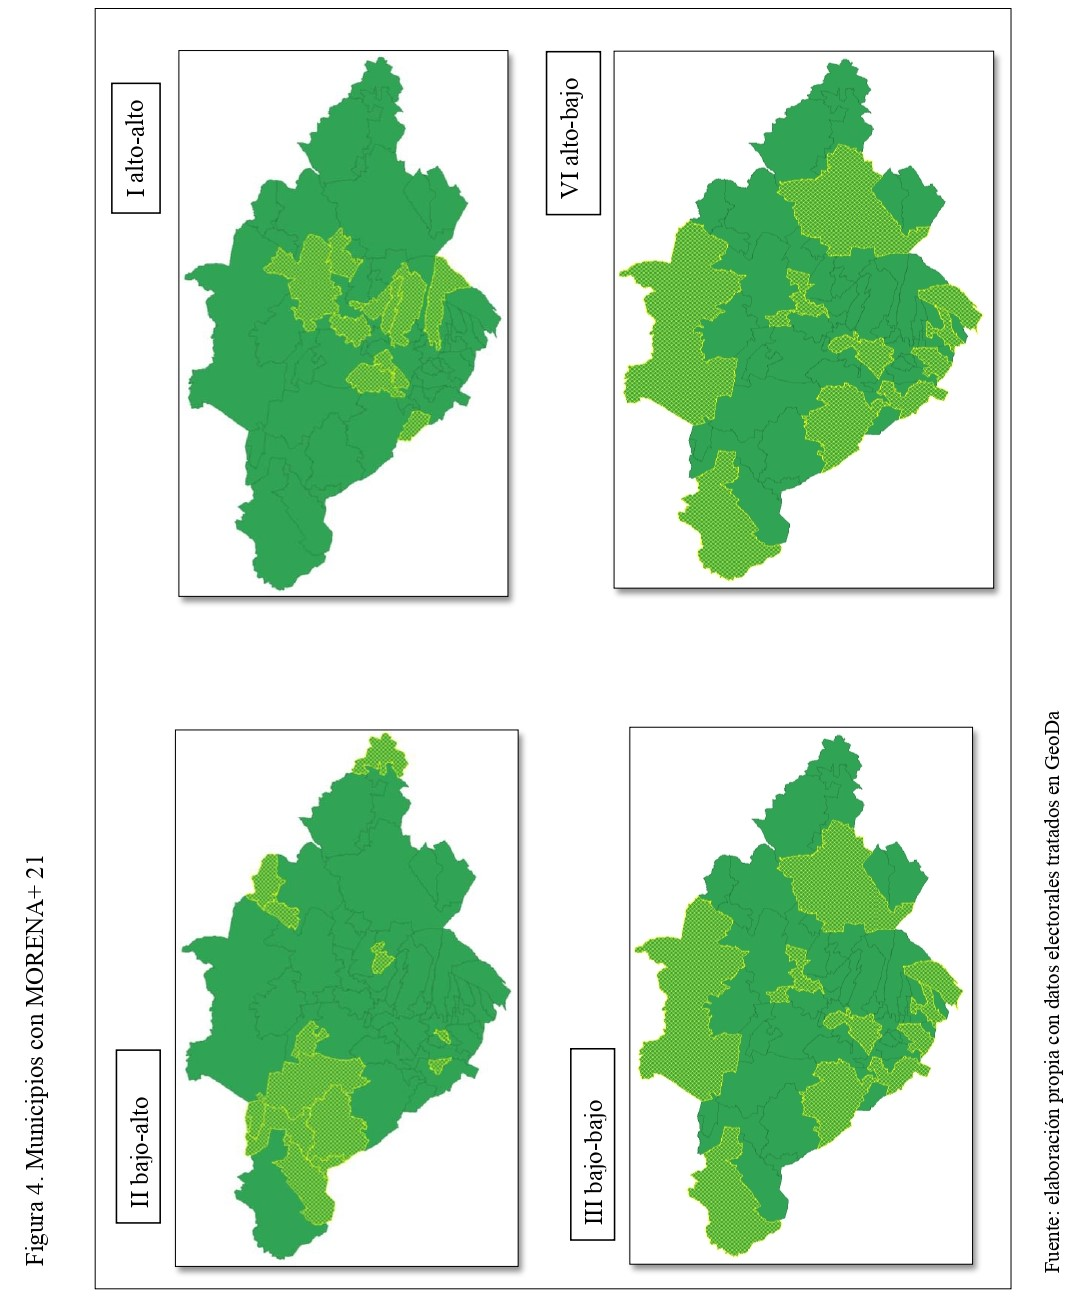 Figura 4. Municipios con MORENA+ 21
II bajo-alto
I alto-alto
III bajo-bajo
VI alto-bajo
Fuente: elaboración propia con datos electorales tratados en GeoDa